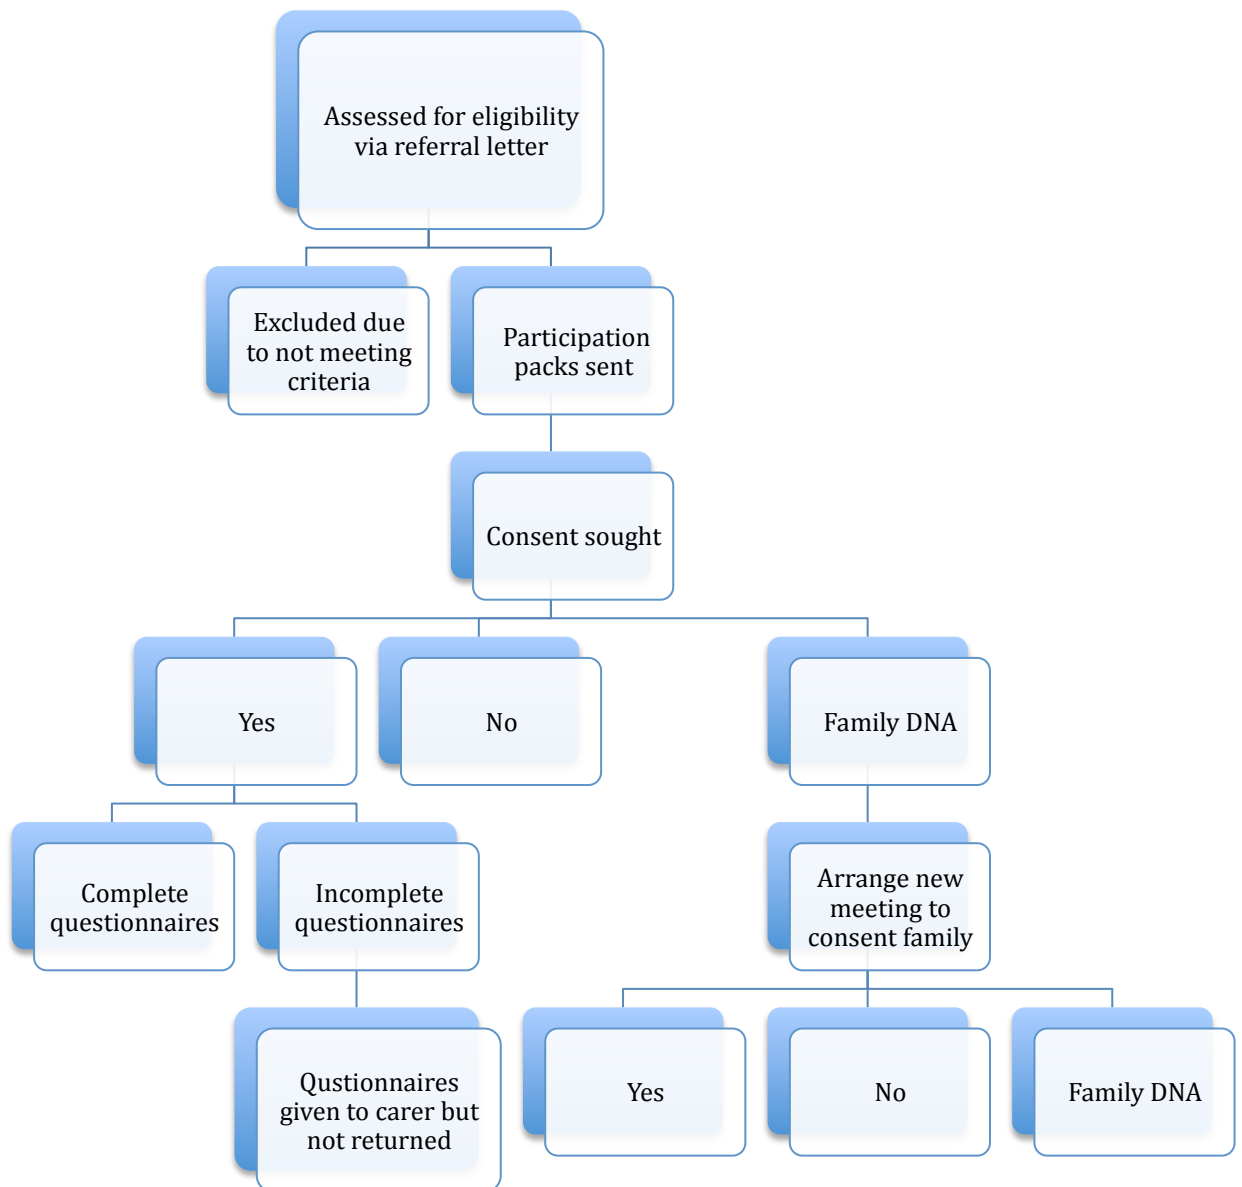 Assessed for eligibility
via referral letter
Excluded due
to not meeting
criteria
Participation
packs sent
Consent sought
Yes
No
Family DNA
Complete
questionnaires
Incomplete
questionnaires
Arrange new
meeting to
consent family
Qustionnaires
given to carer but
not returned
Yes
No
Family DNA